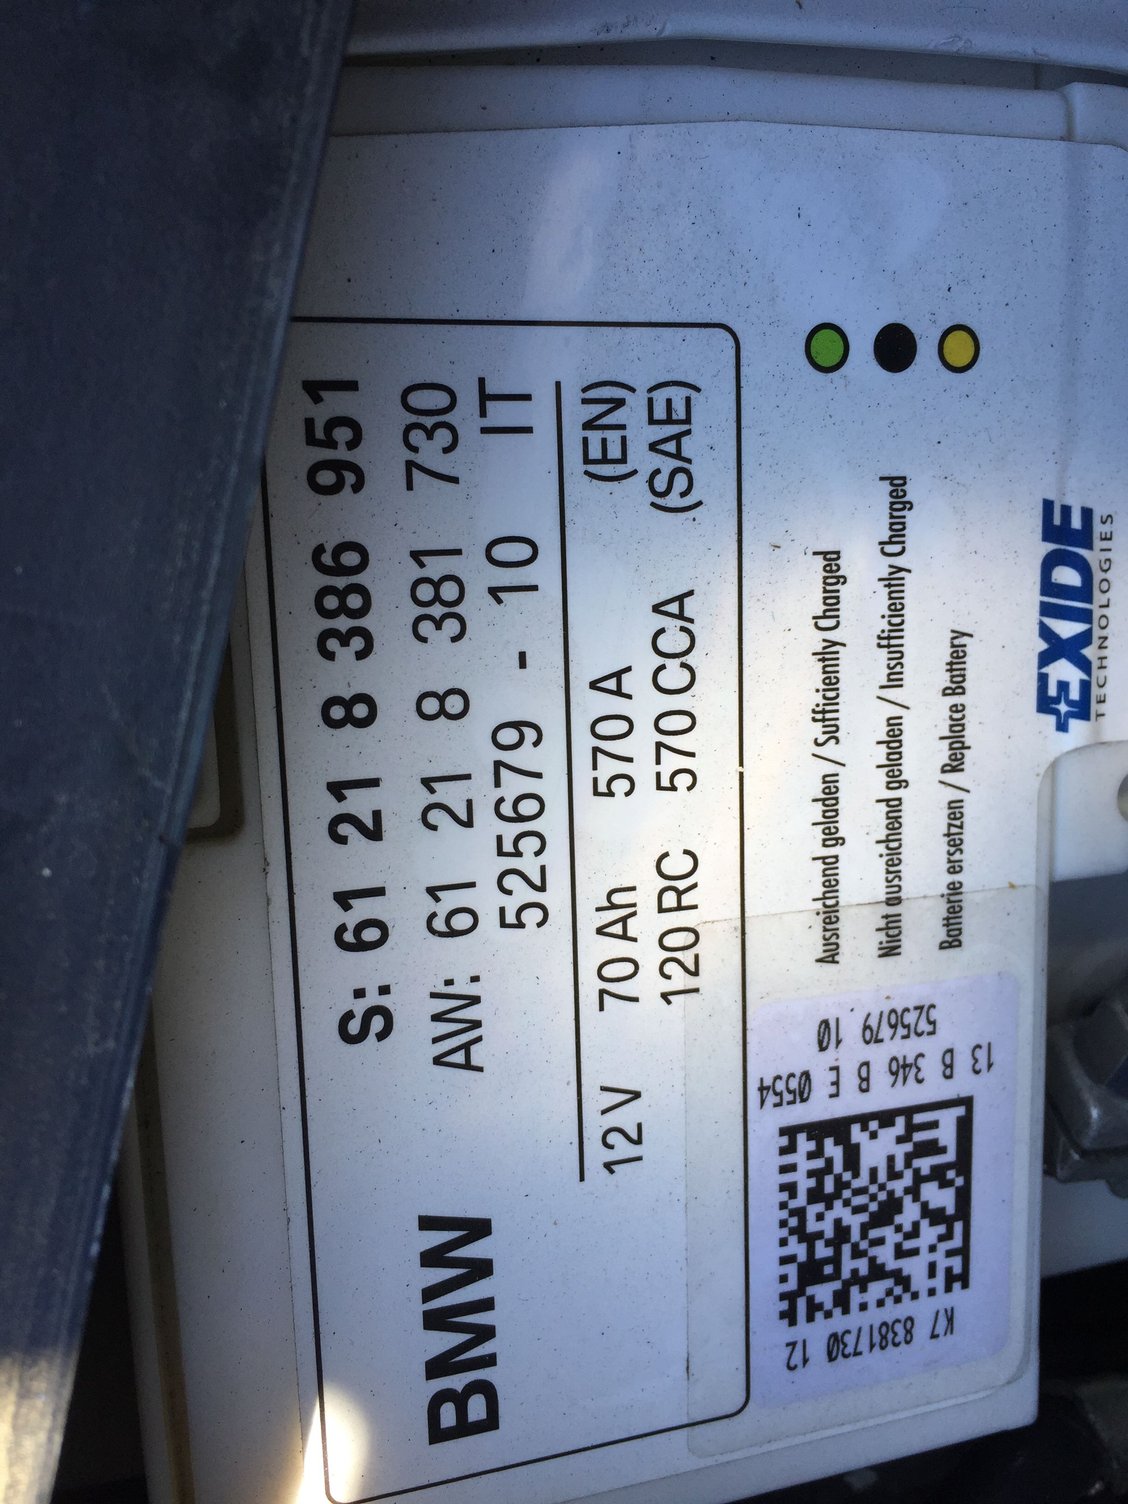 BMW
S: 61 21 8 386 951
AW: 61 21 8 381 730
525679 - 10 IT
12 V 70 Ah 570 A (EN)
120 RC 570 CCA (SAE)
Ausreichend geladen / Sufficiently Charged
Nicht ausreichend geladen / Insufficiently Charged
Batterie ersetzen / Replace Battery
EXIDE
TECHNOLOGIES
525679 10
13 B 346 B E 0554
K7 8381730 12